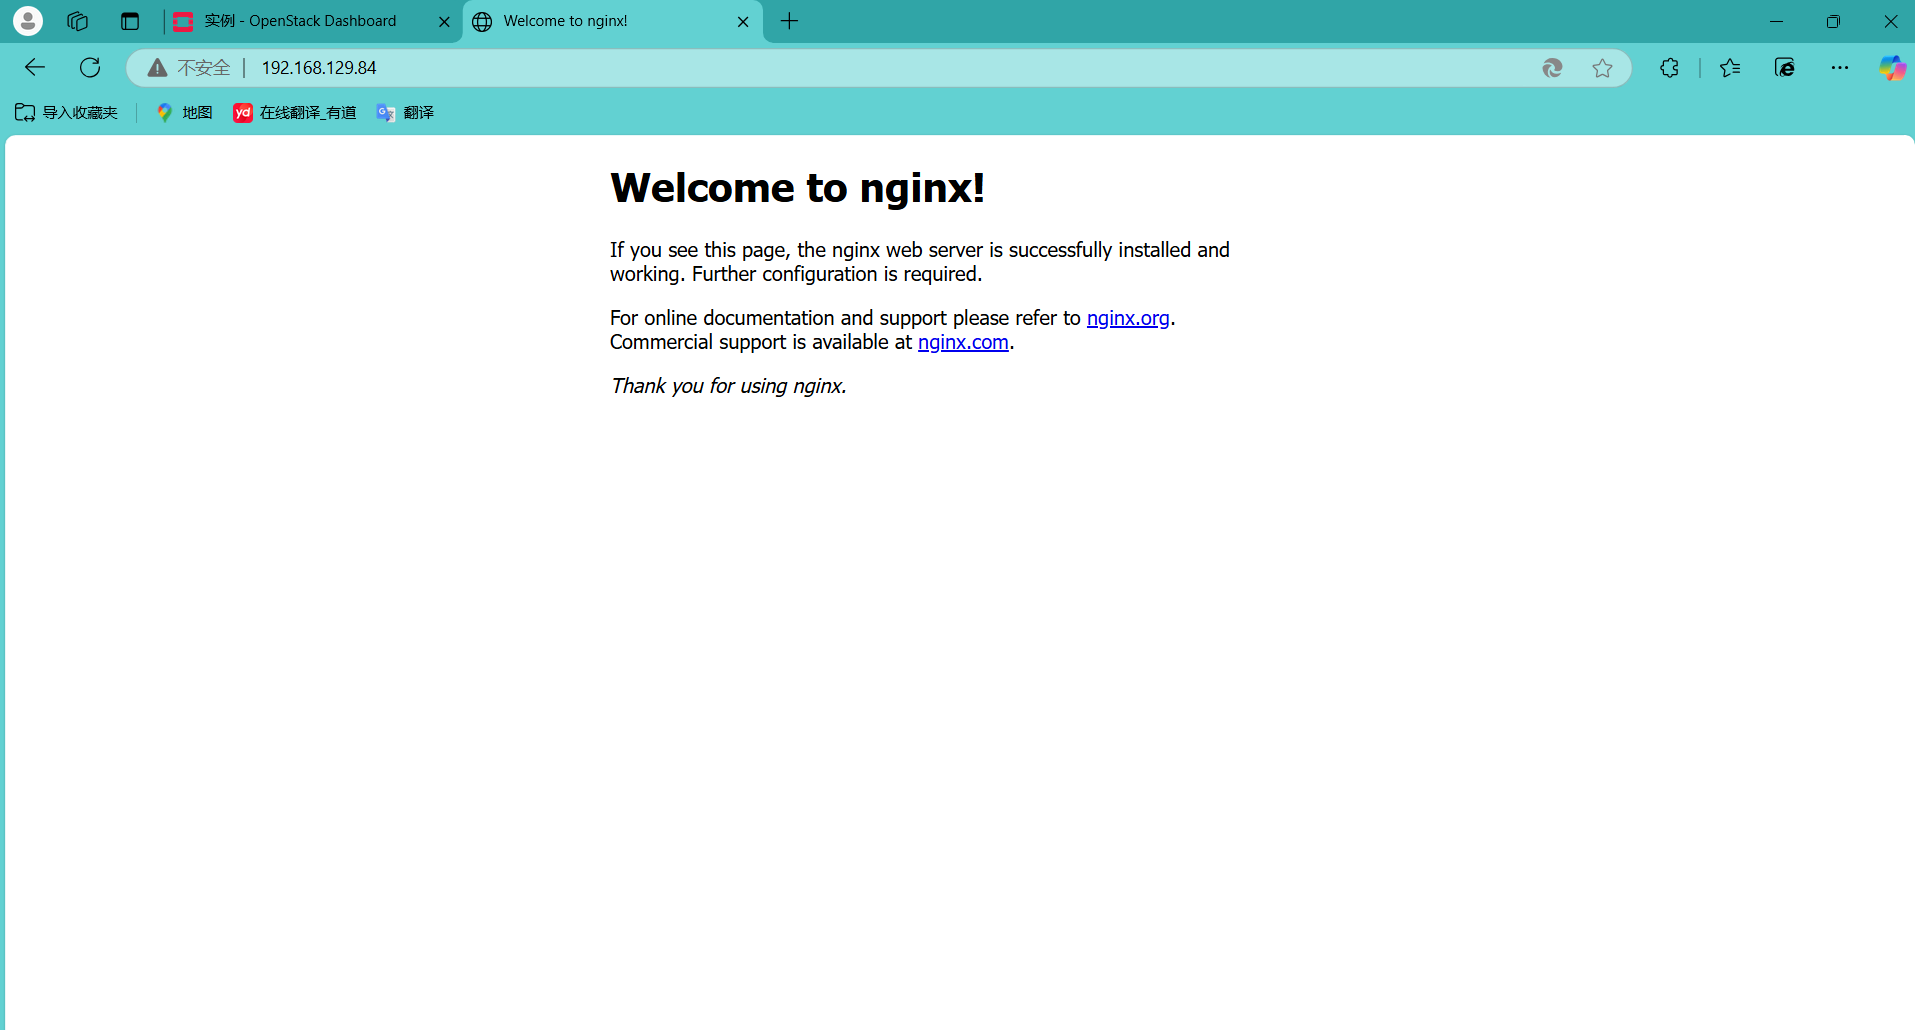 实例 - OpenStack Dashboard
Welcome to nginx!
不安全
192.168.129.84
导入收藏夹
地图
yd
在线翻译_有道
翻译
Welcome to nginx!
If you see this page, the nginx web server is successfully installed and
working. Further configuration is required.
For online documentation and support please refer to nginx.org.
Commercial support is available at nginx.com.
Thank you for using nginx.